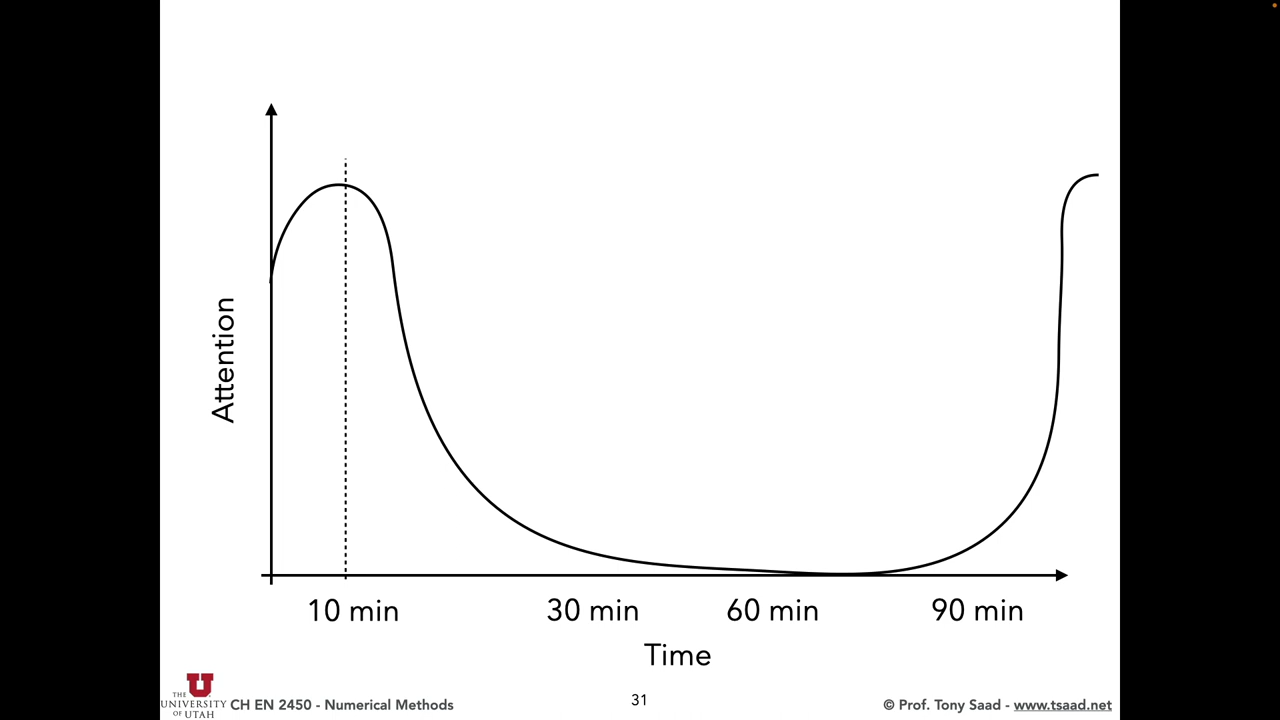 Attention
10 min 30 min 60 min 90 min
Time
THE
UNIVERSITY
OF UTAH
CH EN 2450 - Numerical Methods
31
© Prof. Tony Saad - www.tsaad.net